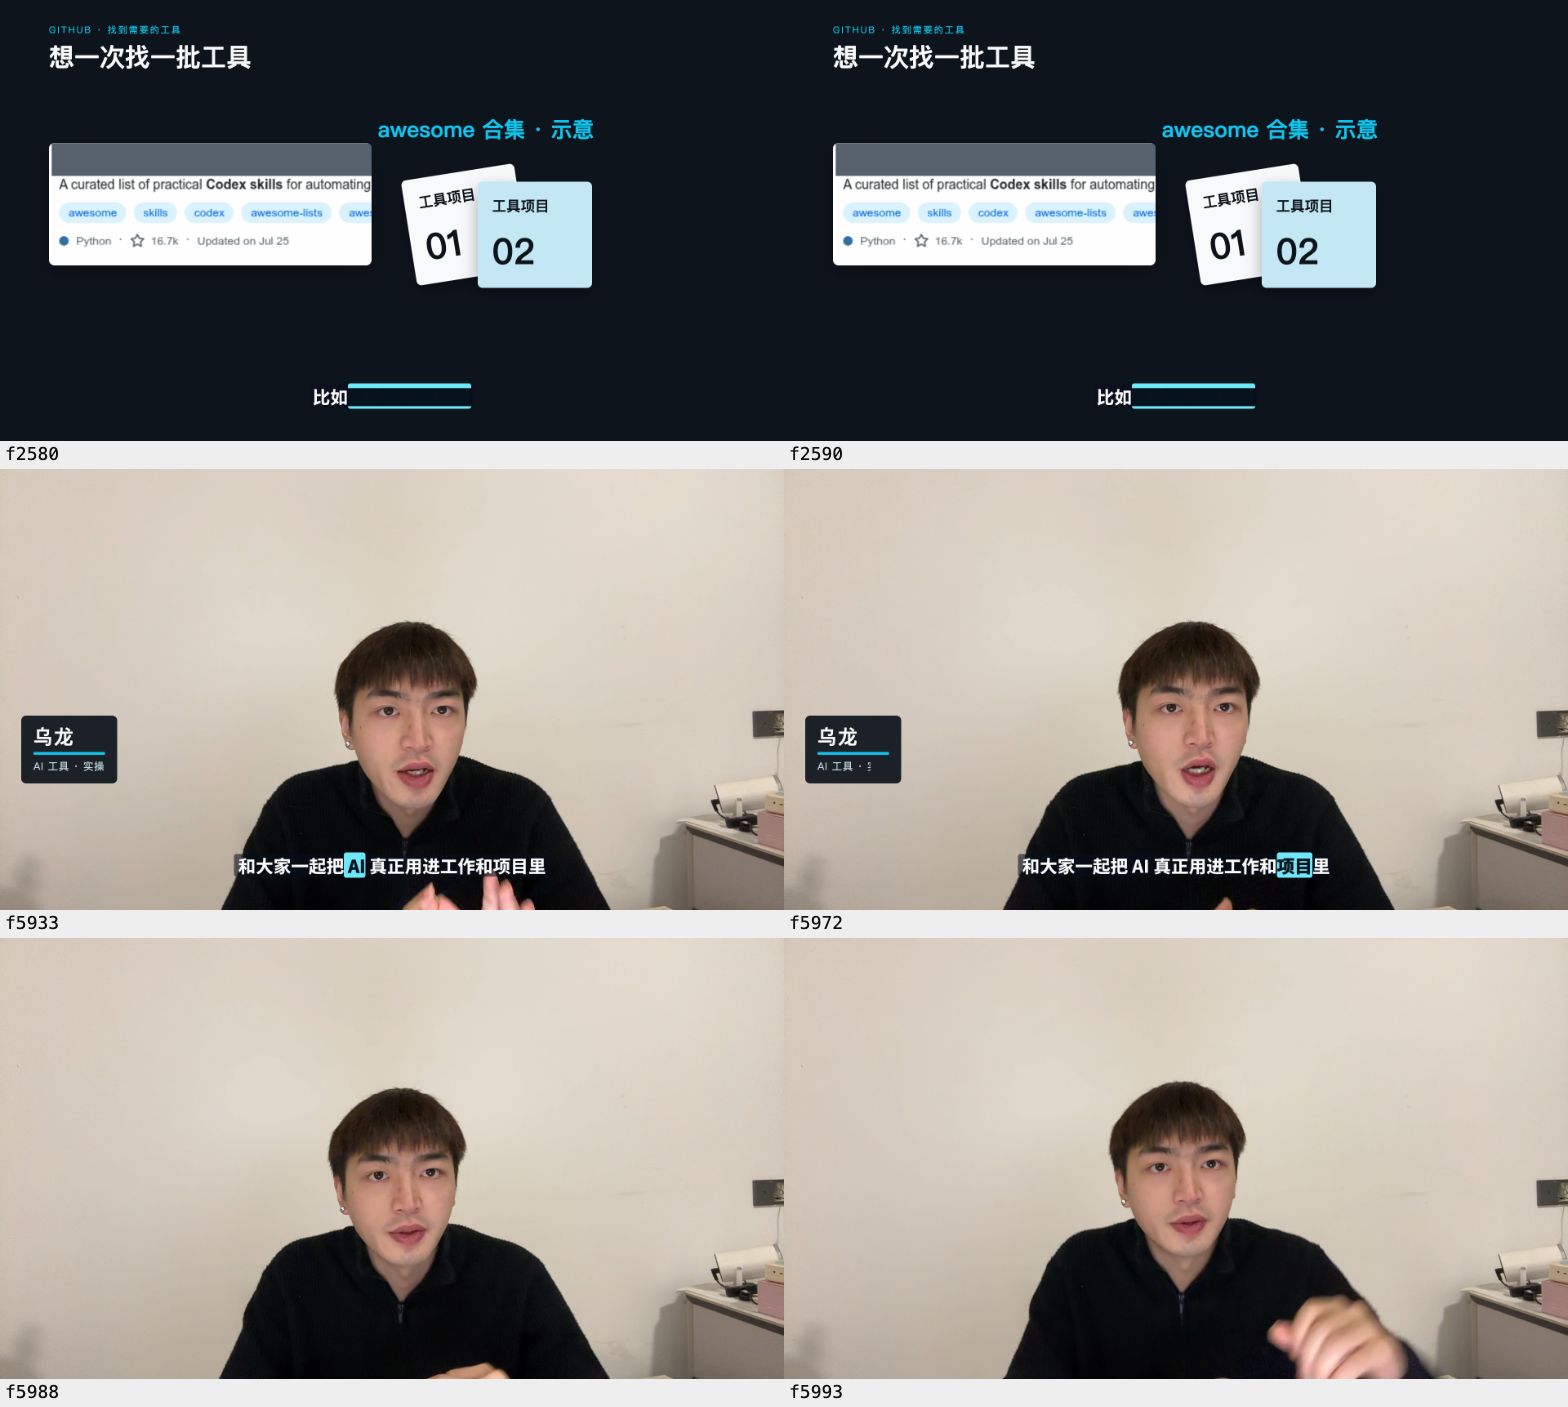 GITHUB · 找到需要的工具
想一次找一批工具
awesome 合集 · 示意
A curated list of practical Codex skills for automating
awesome skills codex awesome-lists
Python · 16.7k · Updated on Jul 25
工具项目
01
工具项目
02
比如
f2580
GITHUB · 找到需要的工具
想一次找一批工具
awesome 合集 · 示意
A curated list of practical Codex skills for automating
awesome skills codex awesome-lists
Python · 16.7k · Updated on Jul 25
工具项目
01
工具项目
02
比如
f2590
乌龙
AI 工具 · 实操
和大家一起把 AI 真正用进工作和项目里
f5933
乌龙
AI 工具 ·
和大家一起把 AI 真正用进工作和项目里
f5972
f5988
f5993